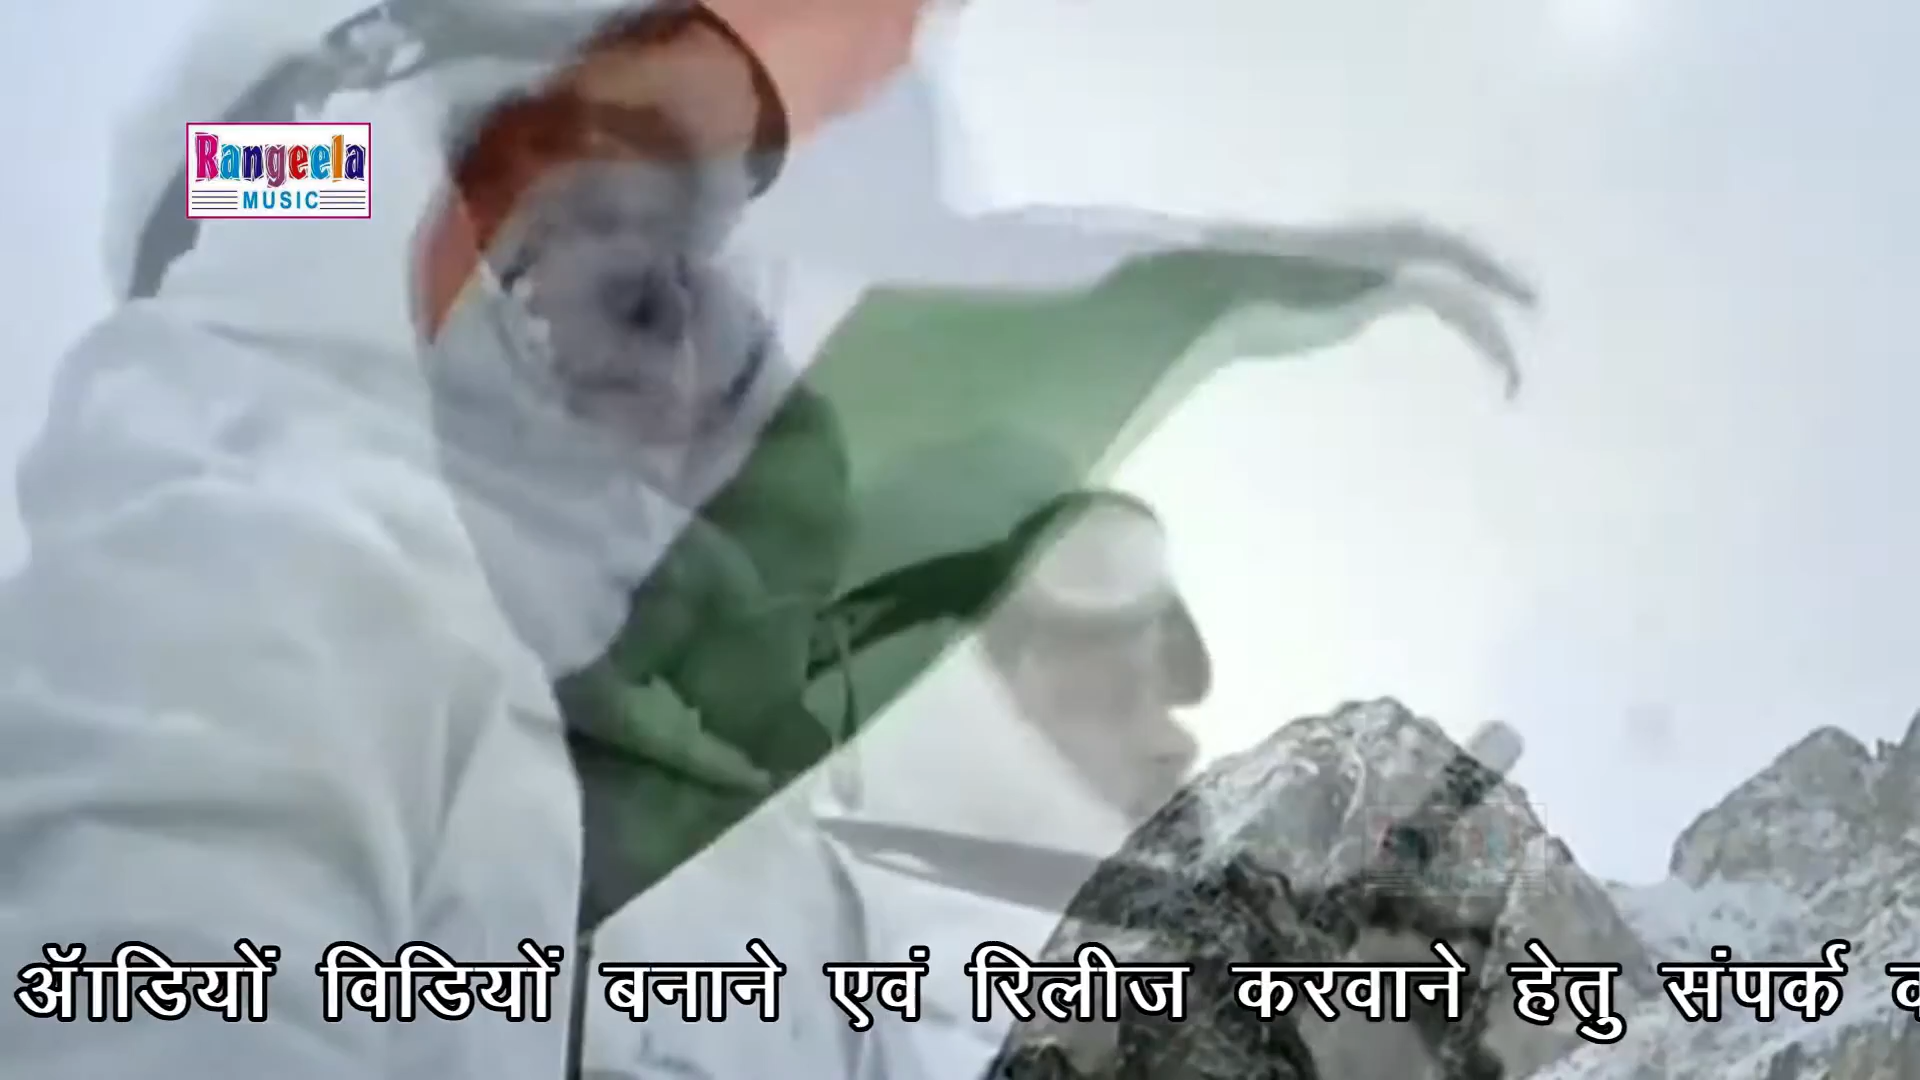 Rangeela
MUSIC
ऑडियों विडियों बनाने एवं रिलीज करवाने हेतु संपर्क